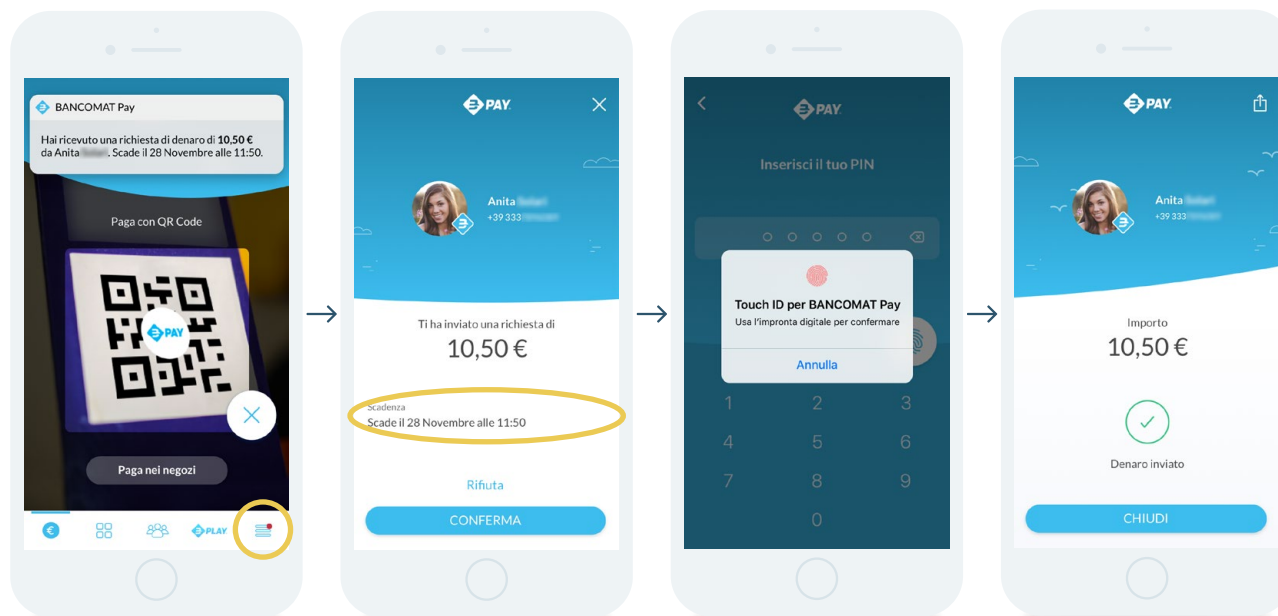 BANCOMAT Pay
Hai ricevuto una richiesta di denaro di 10,50 €
da Anita . Scade il 28 Novembre alle 11:50.
Paga con QR Code
PAY
Paga nei negozi
€
PLAY
PAY
Anita
+39 333
Ti ha inviato una richiesta di
10,50 €
Scadenza
Scade il 28 Novembre alle 11:50
Rifiuta
CONFERMA
PAY
Inserisci il tuo PIN
Touch ID per BANCOMAT Pay
Usa l'impronta digitale per confermare
Annulla
1 2 3
4 5 6
7 8 9
0
PAY
Anita
+39 333
Importo
10,50 €
Denaro inviato
CHIUDI